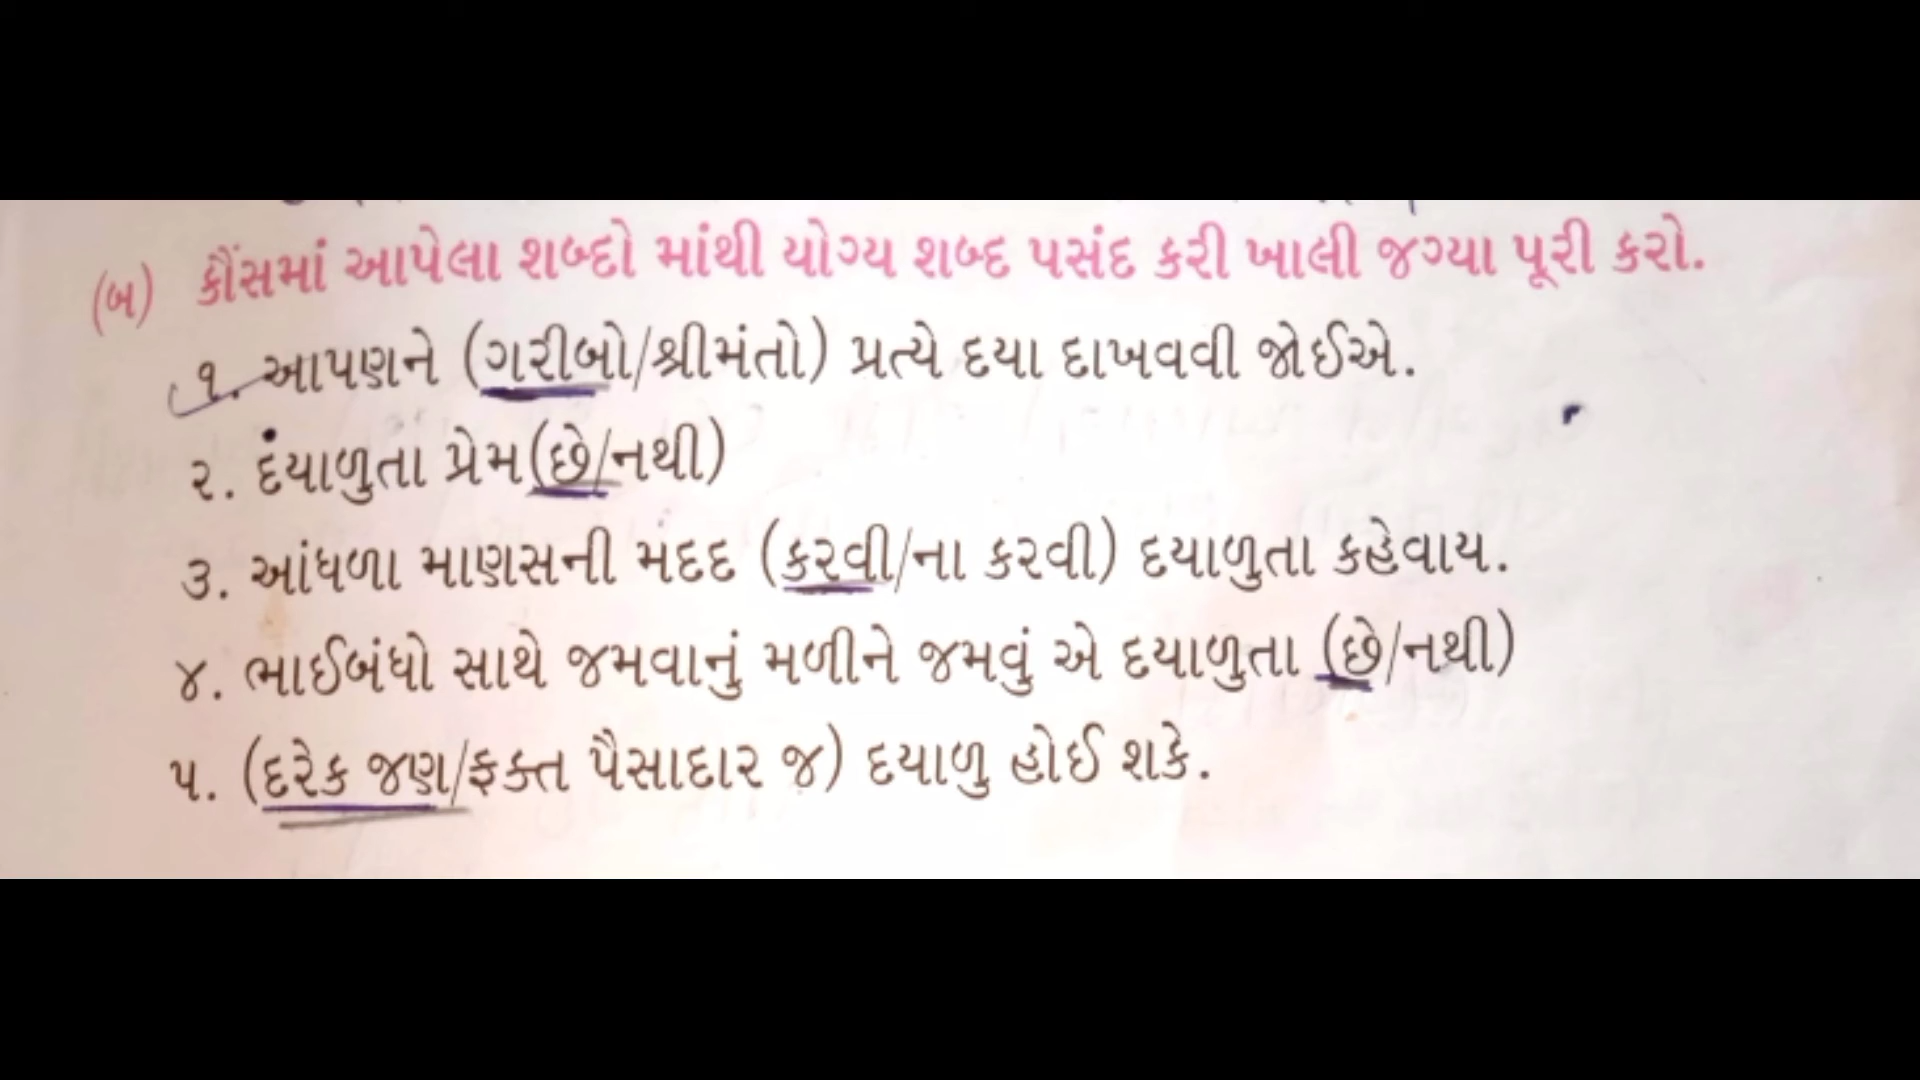 (બ) કૌંસમાં આપેલા શબ્દો માંથી યોગ્ય શબ્દ પસંદ કરી ખાલી જગ્યા પૂરી કરો.
૧. આપણને (ગરીબો/શ્રીમંતો) પ્રત્યે દયા દાખવવી જોઈએ.
૨. દયાળુતા પ્રેમ(છે/નથી)
૩. આંધળા માણસની મદદ (કરવી/ના કરવી) દયાળુતા કહેવાય.
૪. ભાઈબંધો સાથે જમવાનું મળીને જમવું એ દયાળુતા (છે/નથી)
૫. (દરેક જણ/ફક્ત પૈસાદાર જ) દયાળુ હોઈ શકે.